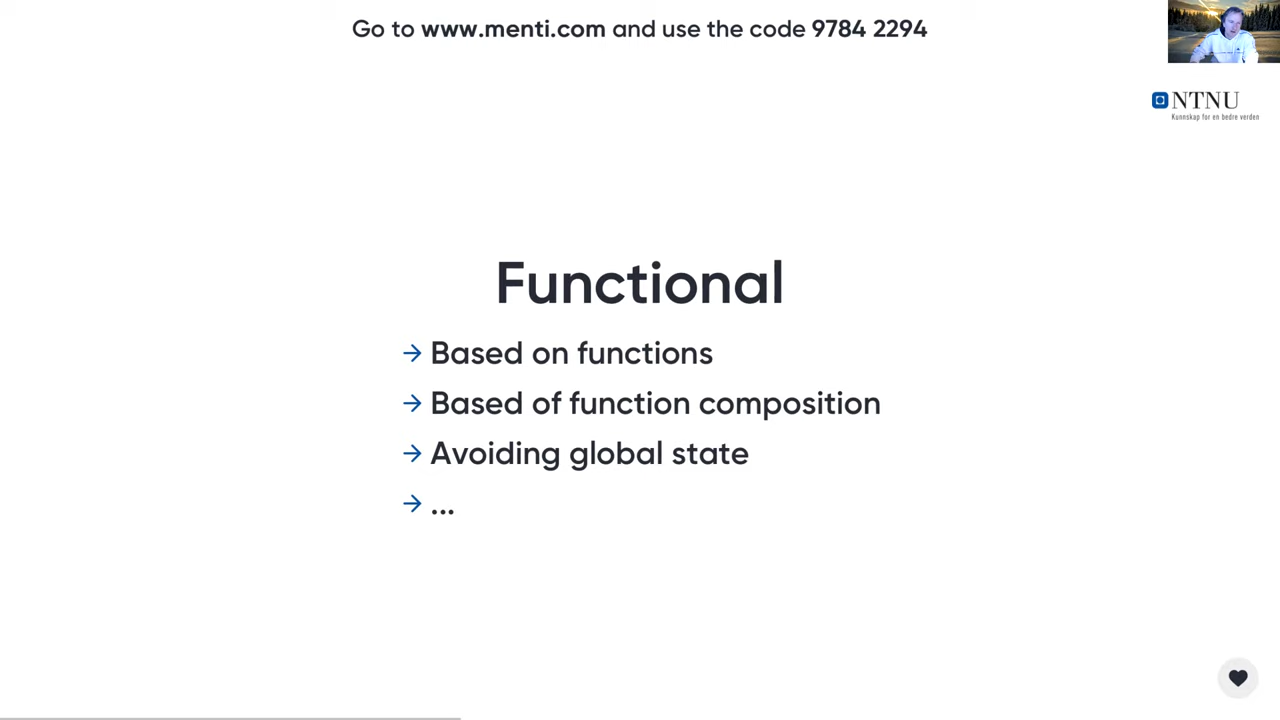 Go to www.menti.com and use the code 9784 2294
NTNU
Kunnskap for en bedre verden
Functional
→ Based on functions
→ Based of function composition
→ Avoiding global state
→ ...